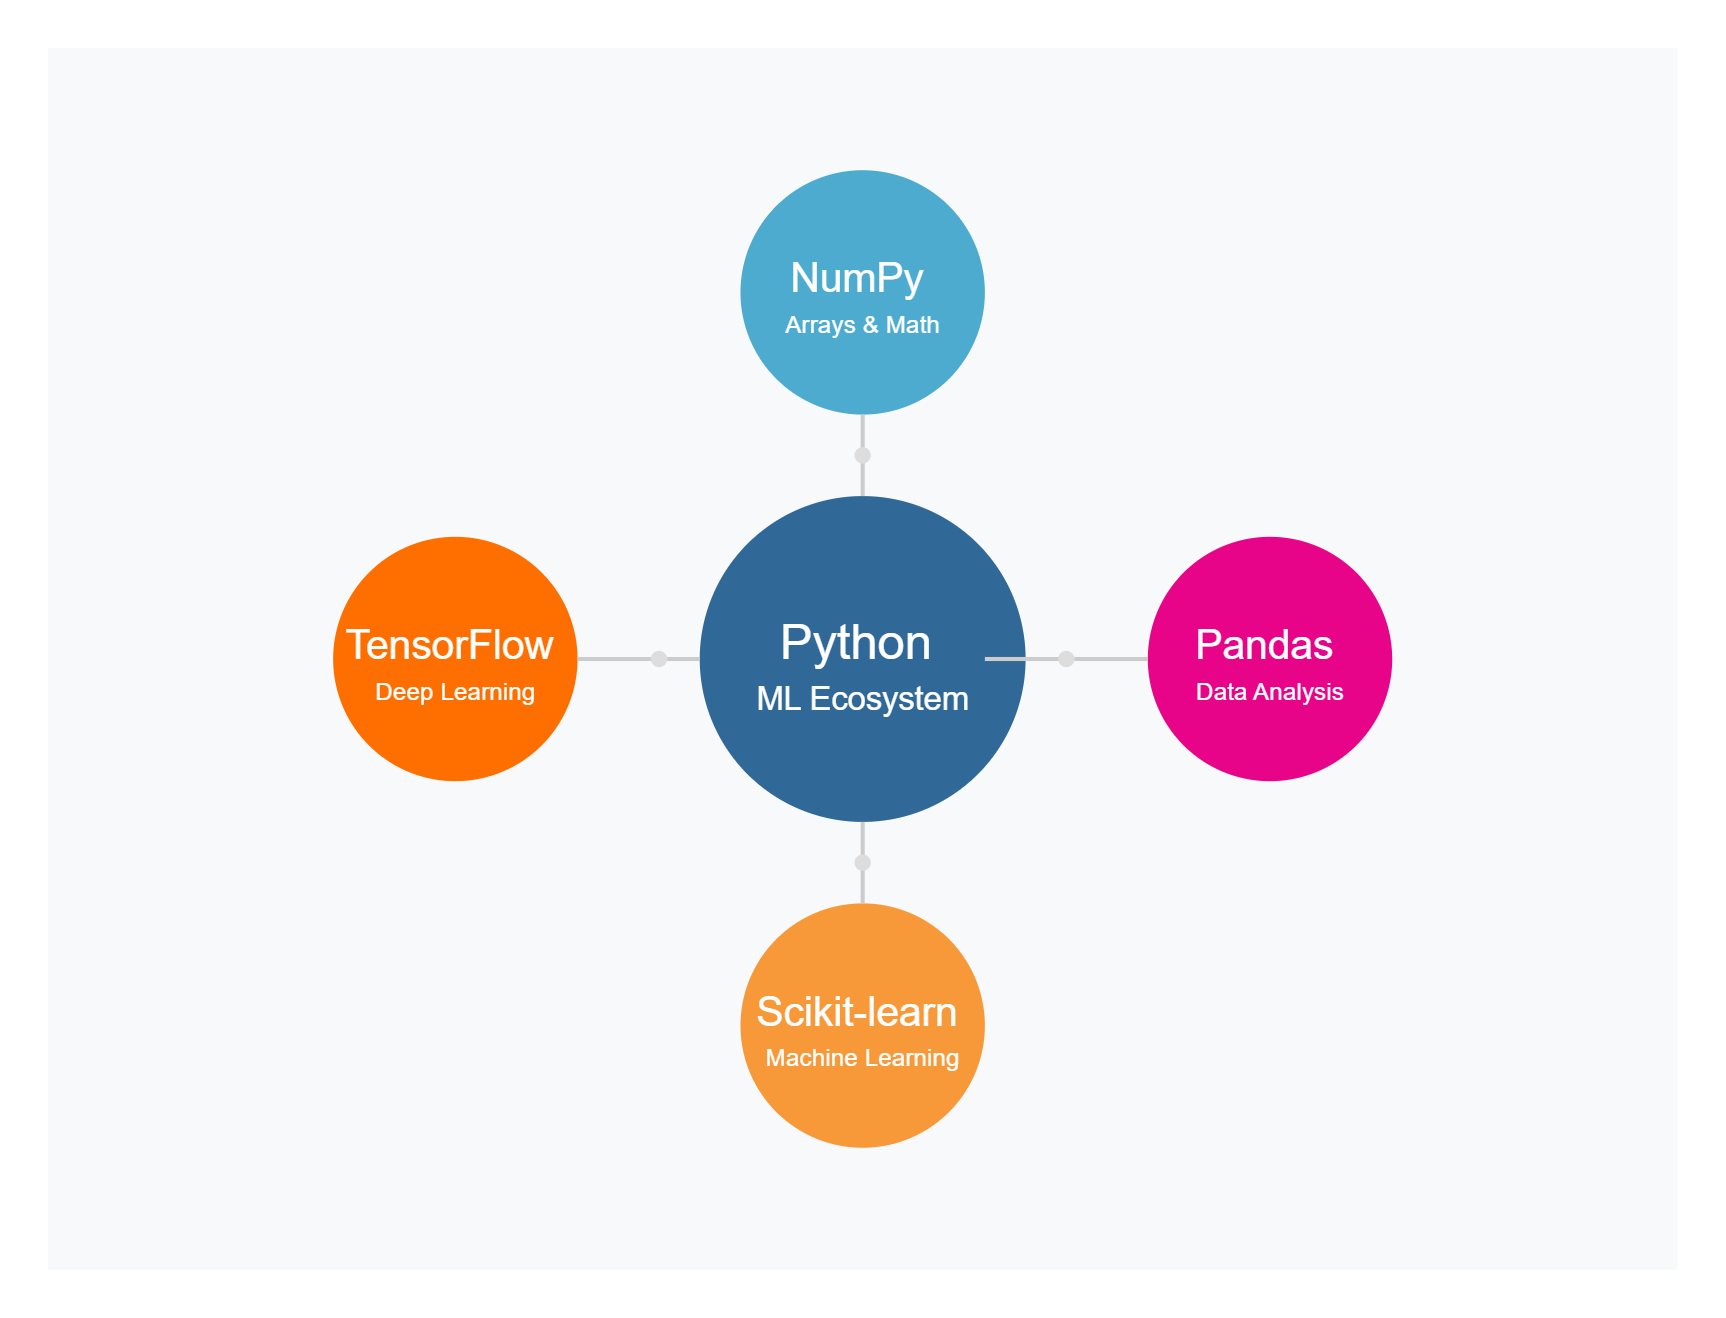 NumPy
Arrays & Math
TensorFlow
Deep Learning
Python
ML Ecosystem
Pandas
Data Analysis
Scikit-learn
Machine Learning